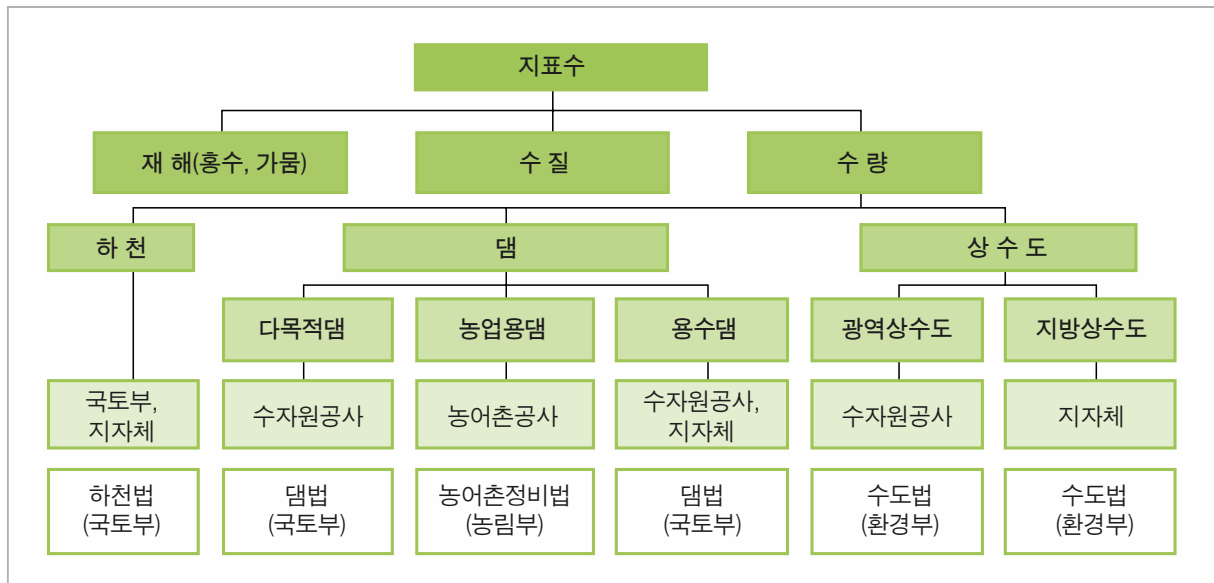 지표수
재 해(홍수, 가뭄)
수 질
수 량
하 천
댐
상 수 도
다목적댐
농업용댐
용수댐
광역상수도
지방상수도
국토부,
지자체
수자원공사
농어촌공사
수자원공사,
지자체
수자원공사
지자체
하천법
(국토부)
댐법
(국토부)
농어촌정비법
(농림부)
댐법
(국토부)
수도법
(환경부)
수도법
(환경부)